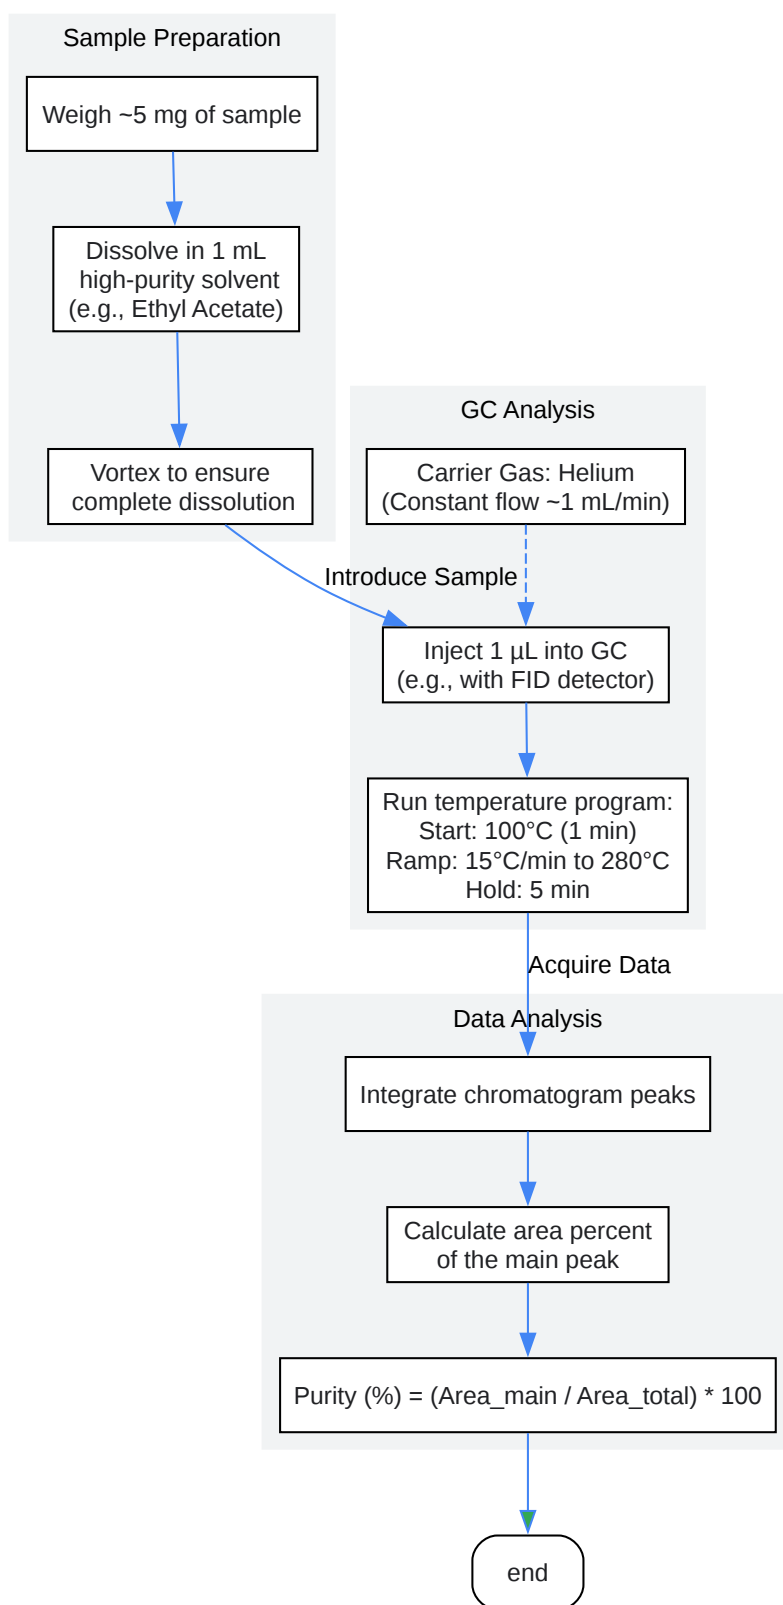 Sample Preparation
Weigh ~5 mg of sample
Dissolve in 1 mL
high-purity solvent
(e.g., Ethyl Acetate)
Vortex to ensure
complete dissolution
GC Analysis
Carrier Gas: Helium
(Constant flow ~1 mL/min)
Introduce Sample
Inject 1 µL into GC
(e.g., with FID detector)
Run temperature program:
Start: 100°C (1 min)
Ramp: 15°C/min to 280°C
Hold: 5 min
Acquire Data
Data Analysis
Integrate chromatogram peaks
Calculate area percent
of the main peak
Purity (%) = (Area_main / Area_total) * 100
end